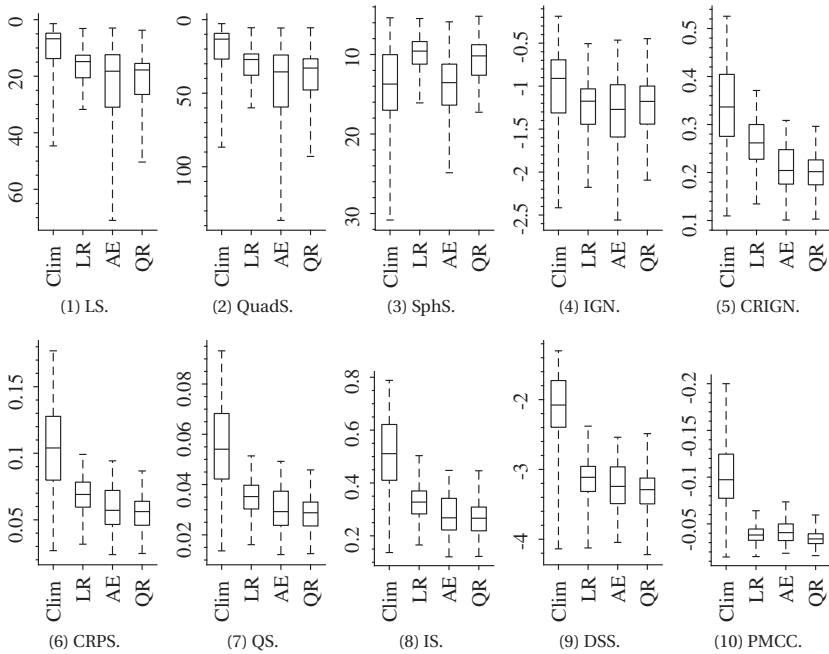 0
20
40
60
Clim
LR
AE
QR
(1) LS.
0
50
100
Clim
LR
AE
QR
(2) QuadS.
10
20
30
Clim
LR
AE
QR
(3) SphS.
-0.5
-1
-1.5
-2
-2.5
Clim
LR
AE
QR
(4) IGN.
0.5
0.4
0.3
0.2
0.1
Clim
LR
AE
QR
(5) CRIGN.
0.15
0.1
0.05
Clim
LR
AE
QR
(6) CRPS.
0.08
0.06
0.04
0.02
Clim
LR
AE
QR
(7) QS.
0.8
0.6
0.4
0.2
Clim
LR
AE
QR
(8) IS.
-2
-3
-4
Clim
LR
AE
QR
(9) DSS.
-0.2
-0.15
-0.1
-0.05
Clim
LR
AE
QR
(10) PMCC.